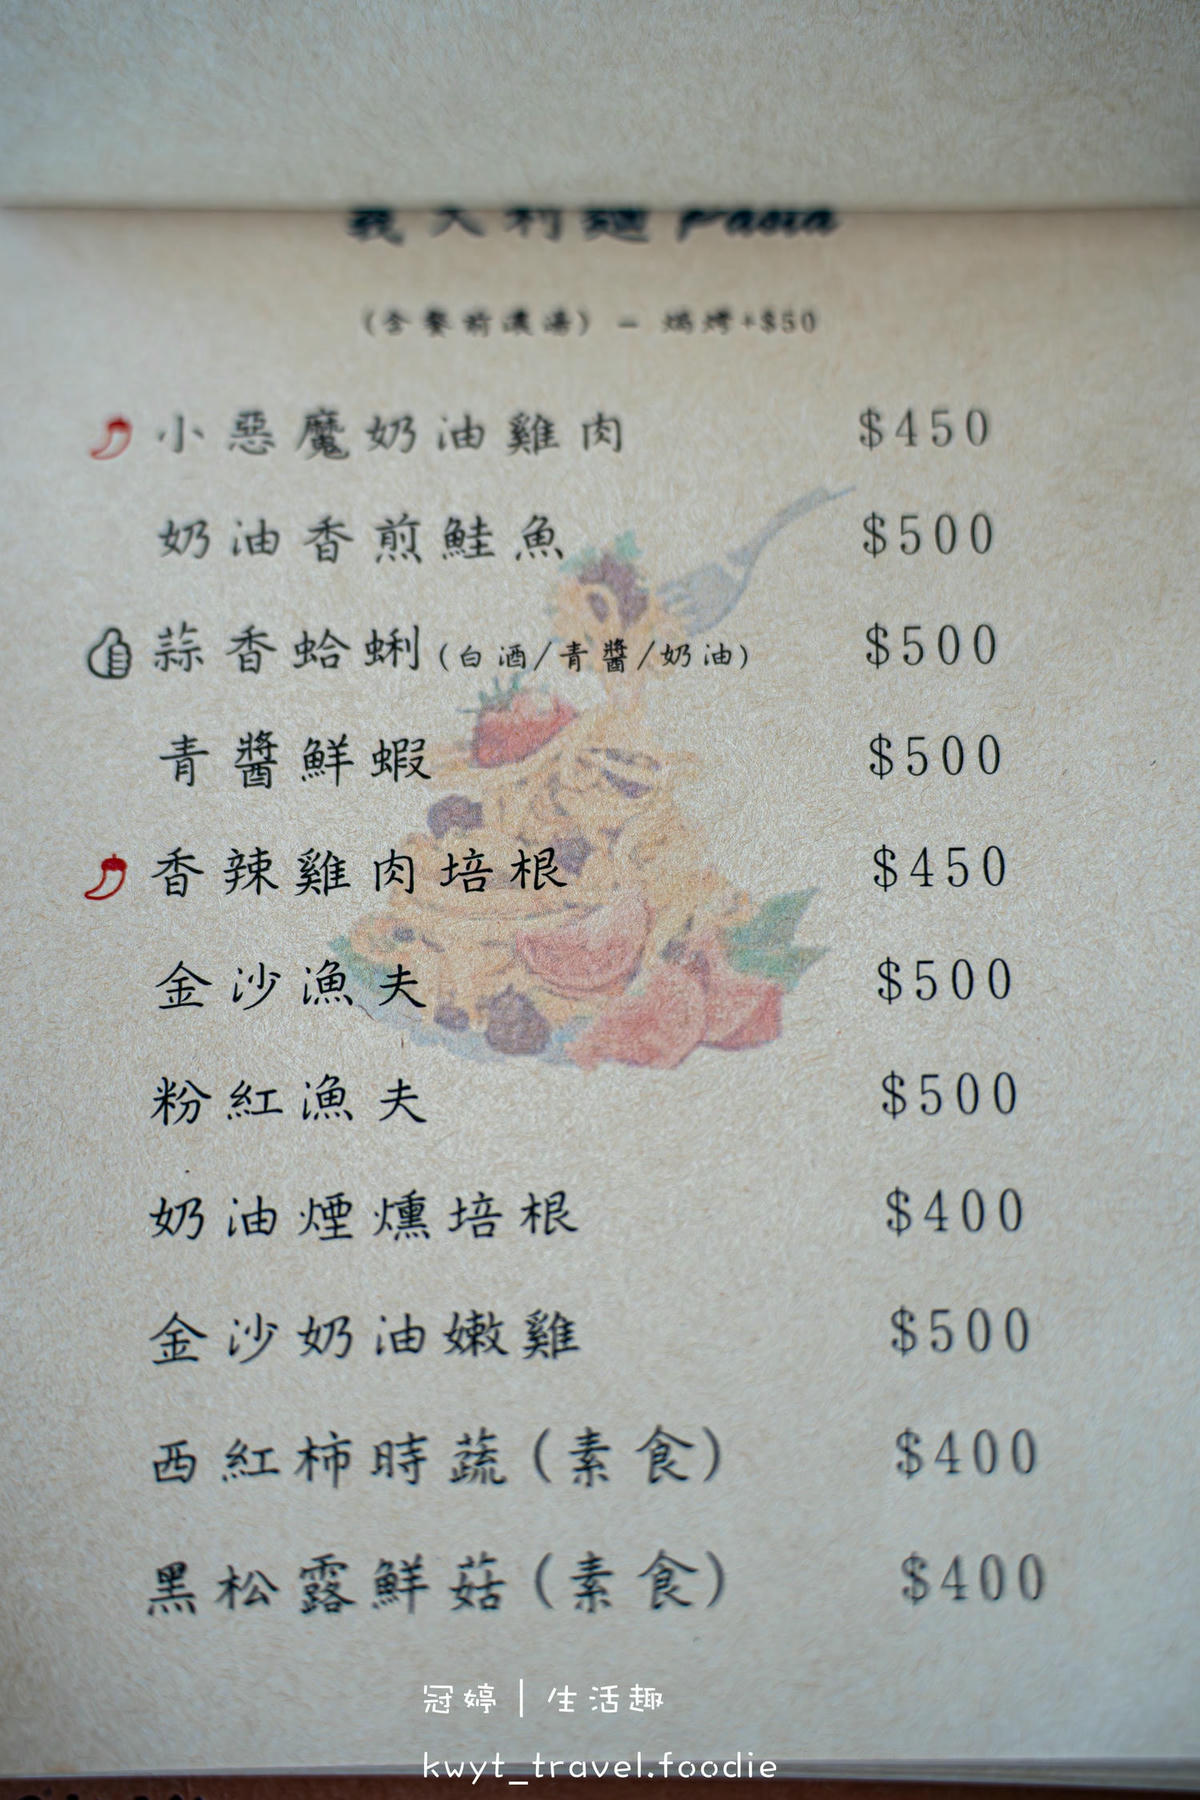 義大利麵 Pasta
(含餐前濃湯) – 焗烤+$50
小惡魔奶油雞肉 $450
奶油香煎鮭魚 $500
蒜香蛤蜊(白酒/青醬/奶油) $500
青醬鮮蝦 $500
香辣雞肉培根 $450
金沙漁夫 $500
粉紅漁夫 $500
奶油煙燻培根 $400
金沙奶油嫩雞 $500
西紅柿時蔬(素食) $400
黑松露鮮菇(素食) $400
冠婷 | 生活趣
kwyt_travel.foodie